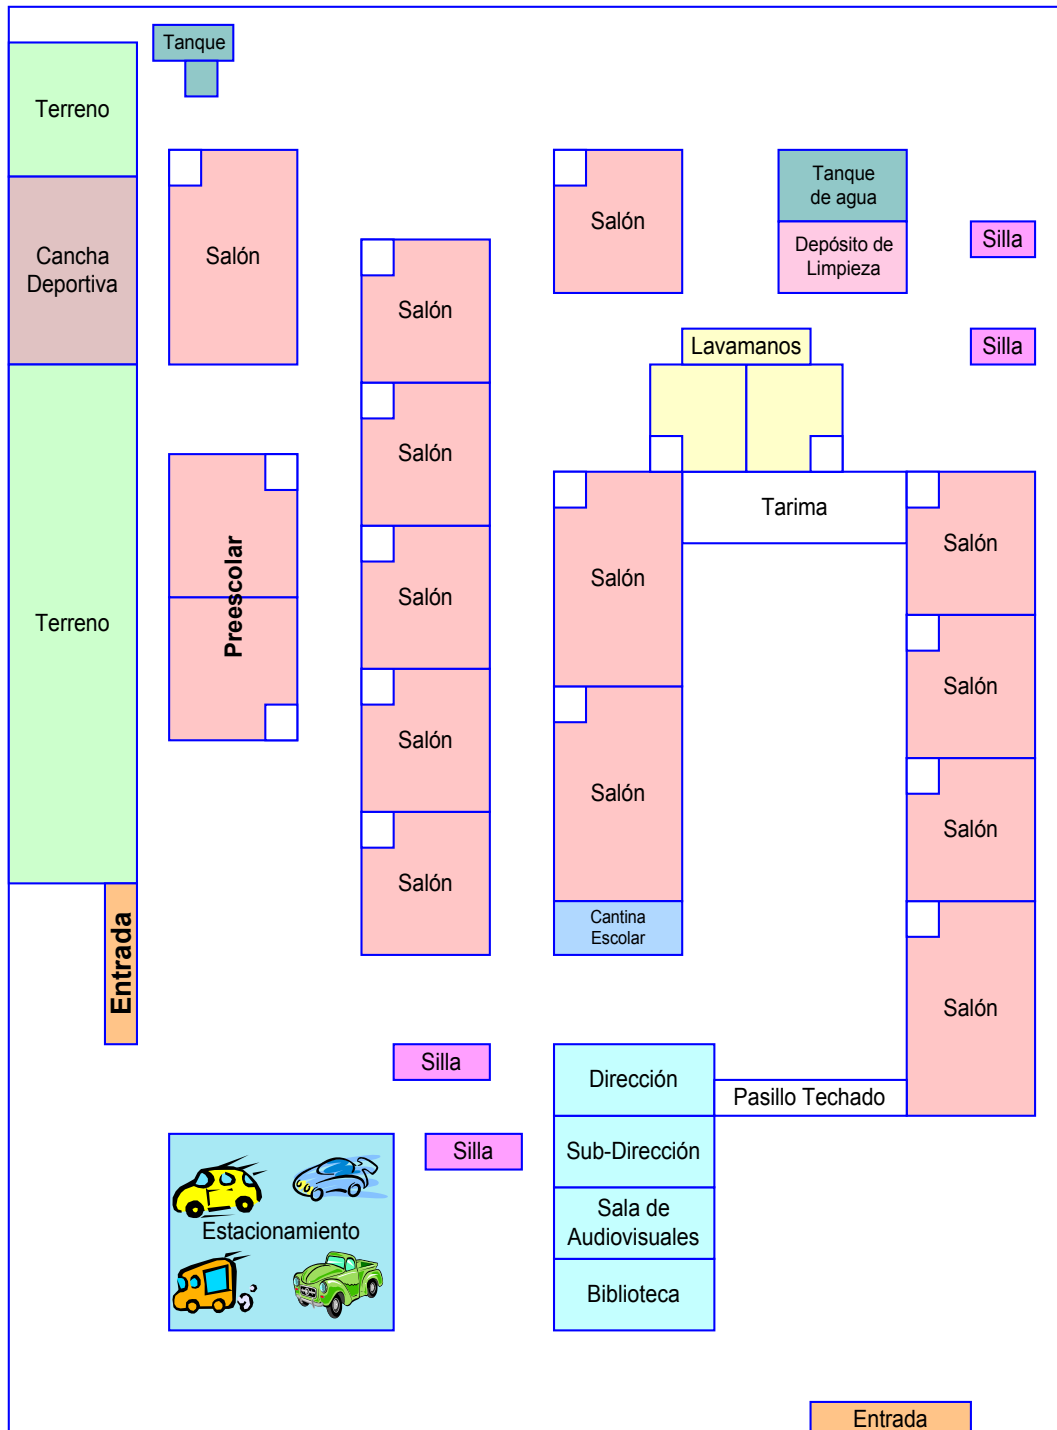 Tanque
Terreno
Tanque
de agua
Salón
Silla
Cancha
Deportiva
Salón
Depósito de
Limpieza
Salón
Lavamanos
Silla
Salón
Tarima
Salón
Salón
Preescolar
Salón
Terreno
Salón
Salón
Salón
Salón
Salón
Cantina
Escolar
Entrada
Salón
Silla
Dirección
Pasillo Techado
Silla
Sub-Dirección
Estacionamiento
Sala de
Audiovisuales
Biblioteca
Entrada
Salón